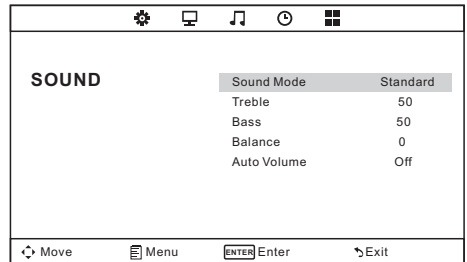 SOUND
Sound Mode Standard
Treble 50
Bass 50
Balance 0
Auto Volume Off
Move Menu ENTER Enter Exit